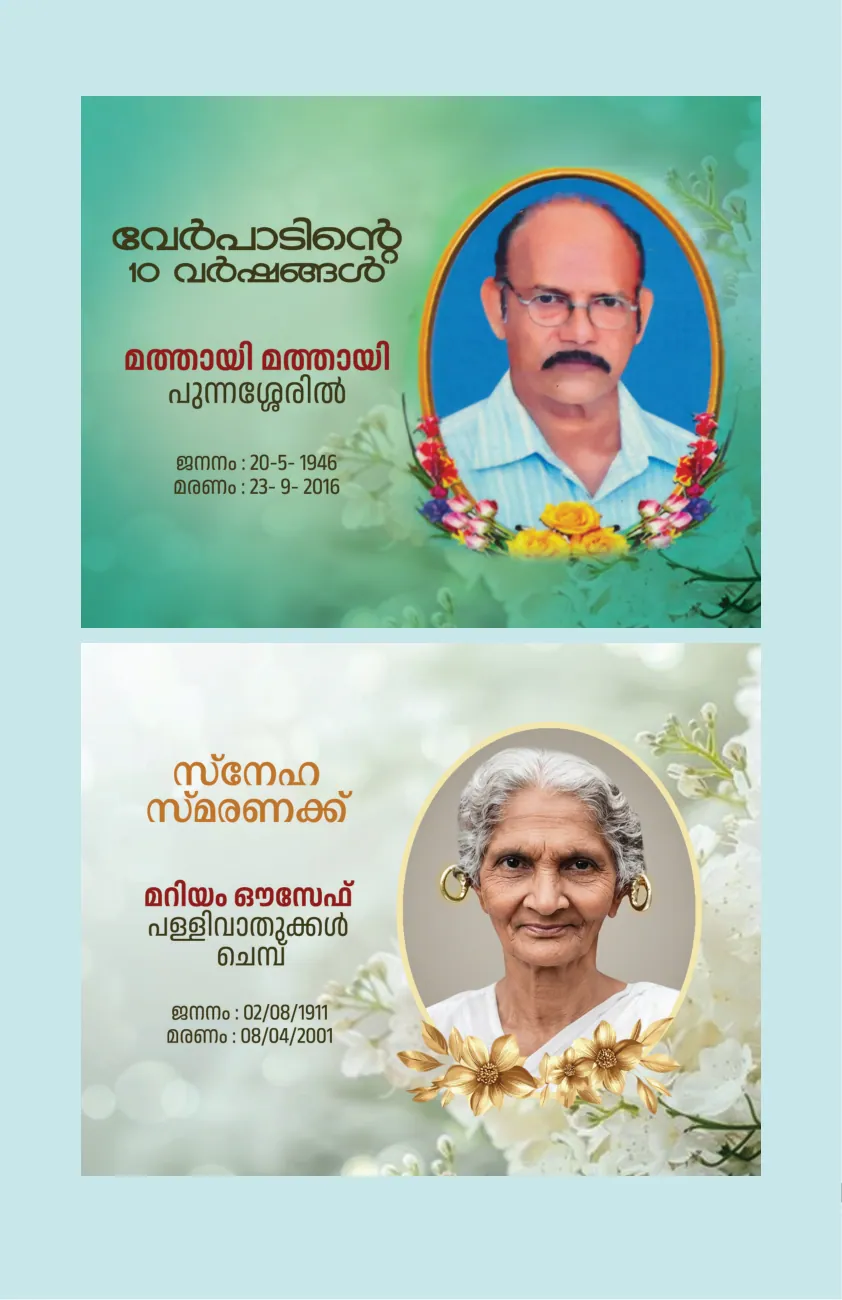 വേർപാടിന്റെ
10 വർഷങ്ങൾ
മത്തായി മത്തായി
പുന്നശ്ശേരിൽ
ജനനം : 20-5- 1946
മരണം : 23- 9- 2016
സ്നേഹ
സ്മരണക്ക്
മറിയം ഔസേഫ്
പള്ളിവാതുക്കൾ
ചെമ്പ്
ജനനം : 02/08/1911
മരണം : 08/04/2001